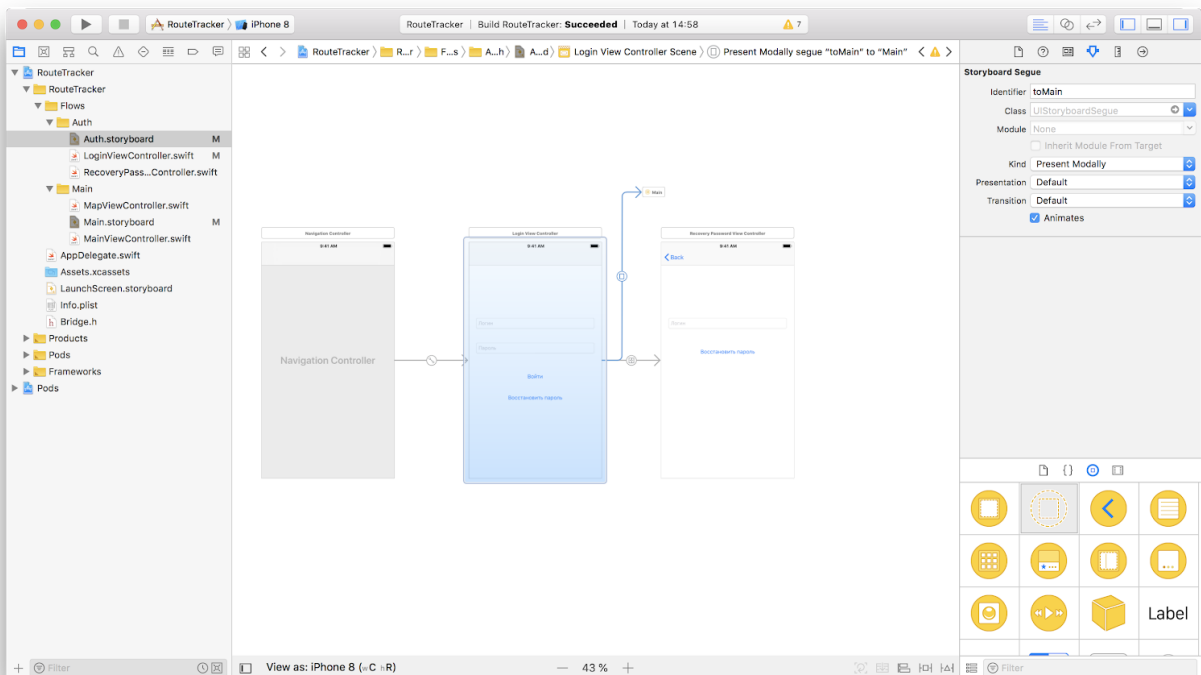 RouteTracker
iPhone 8
RouteTracker | Build RouteTracker: Succeeded | Today at 14:58
7
RouteTracker
R...r
F...s
A...h
A...d
Login View Controller Scene
Present Modally segue "toMain" to "Main"
RouteTracker
RouteTracker
Flows
Auth
Auth.storyboard M
LoginViewController.swift M
RecoveryPass...Controller.swift
Main
MapViewController.swift
Main.storyboard M
MainViewController.swift
AppDelegate.swift
Assets.xcassets
LaunchScreen.storyboard
Info.plist
Bridge.h
Products
Pods
Frameworks
Pods
Filter
Main
Navigation Controller
9:41 AM
Navigation Controller
Login View Controller
9:41 AM
Логин
Пароль
Войти
Восстановить пароль
Recovery Password View Controller
9:41 AM
Back
Логин
Восстановить пароль
View as: iPhone 8 (wC hR)
43 %
Storyboard Segue
Identifier toMain
Class UIStoryboardSegue
Module None
Inherit Module From Target
Kind Present Modally
Presentation Default
Transition Default
Animates
Label
Filter